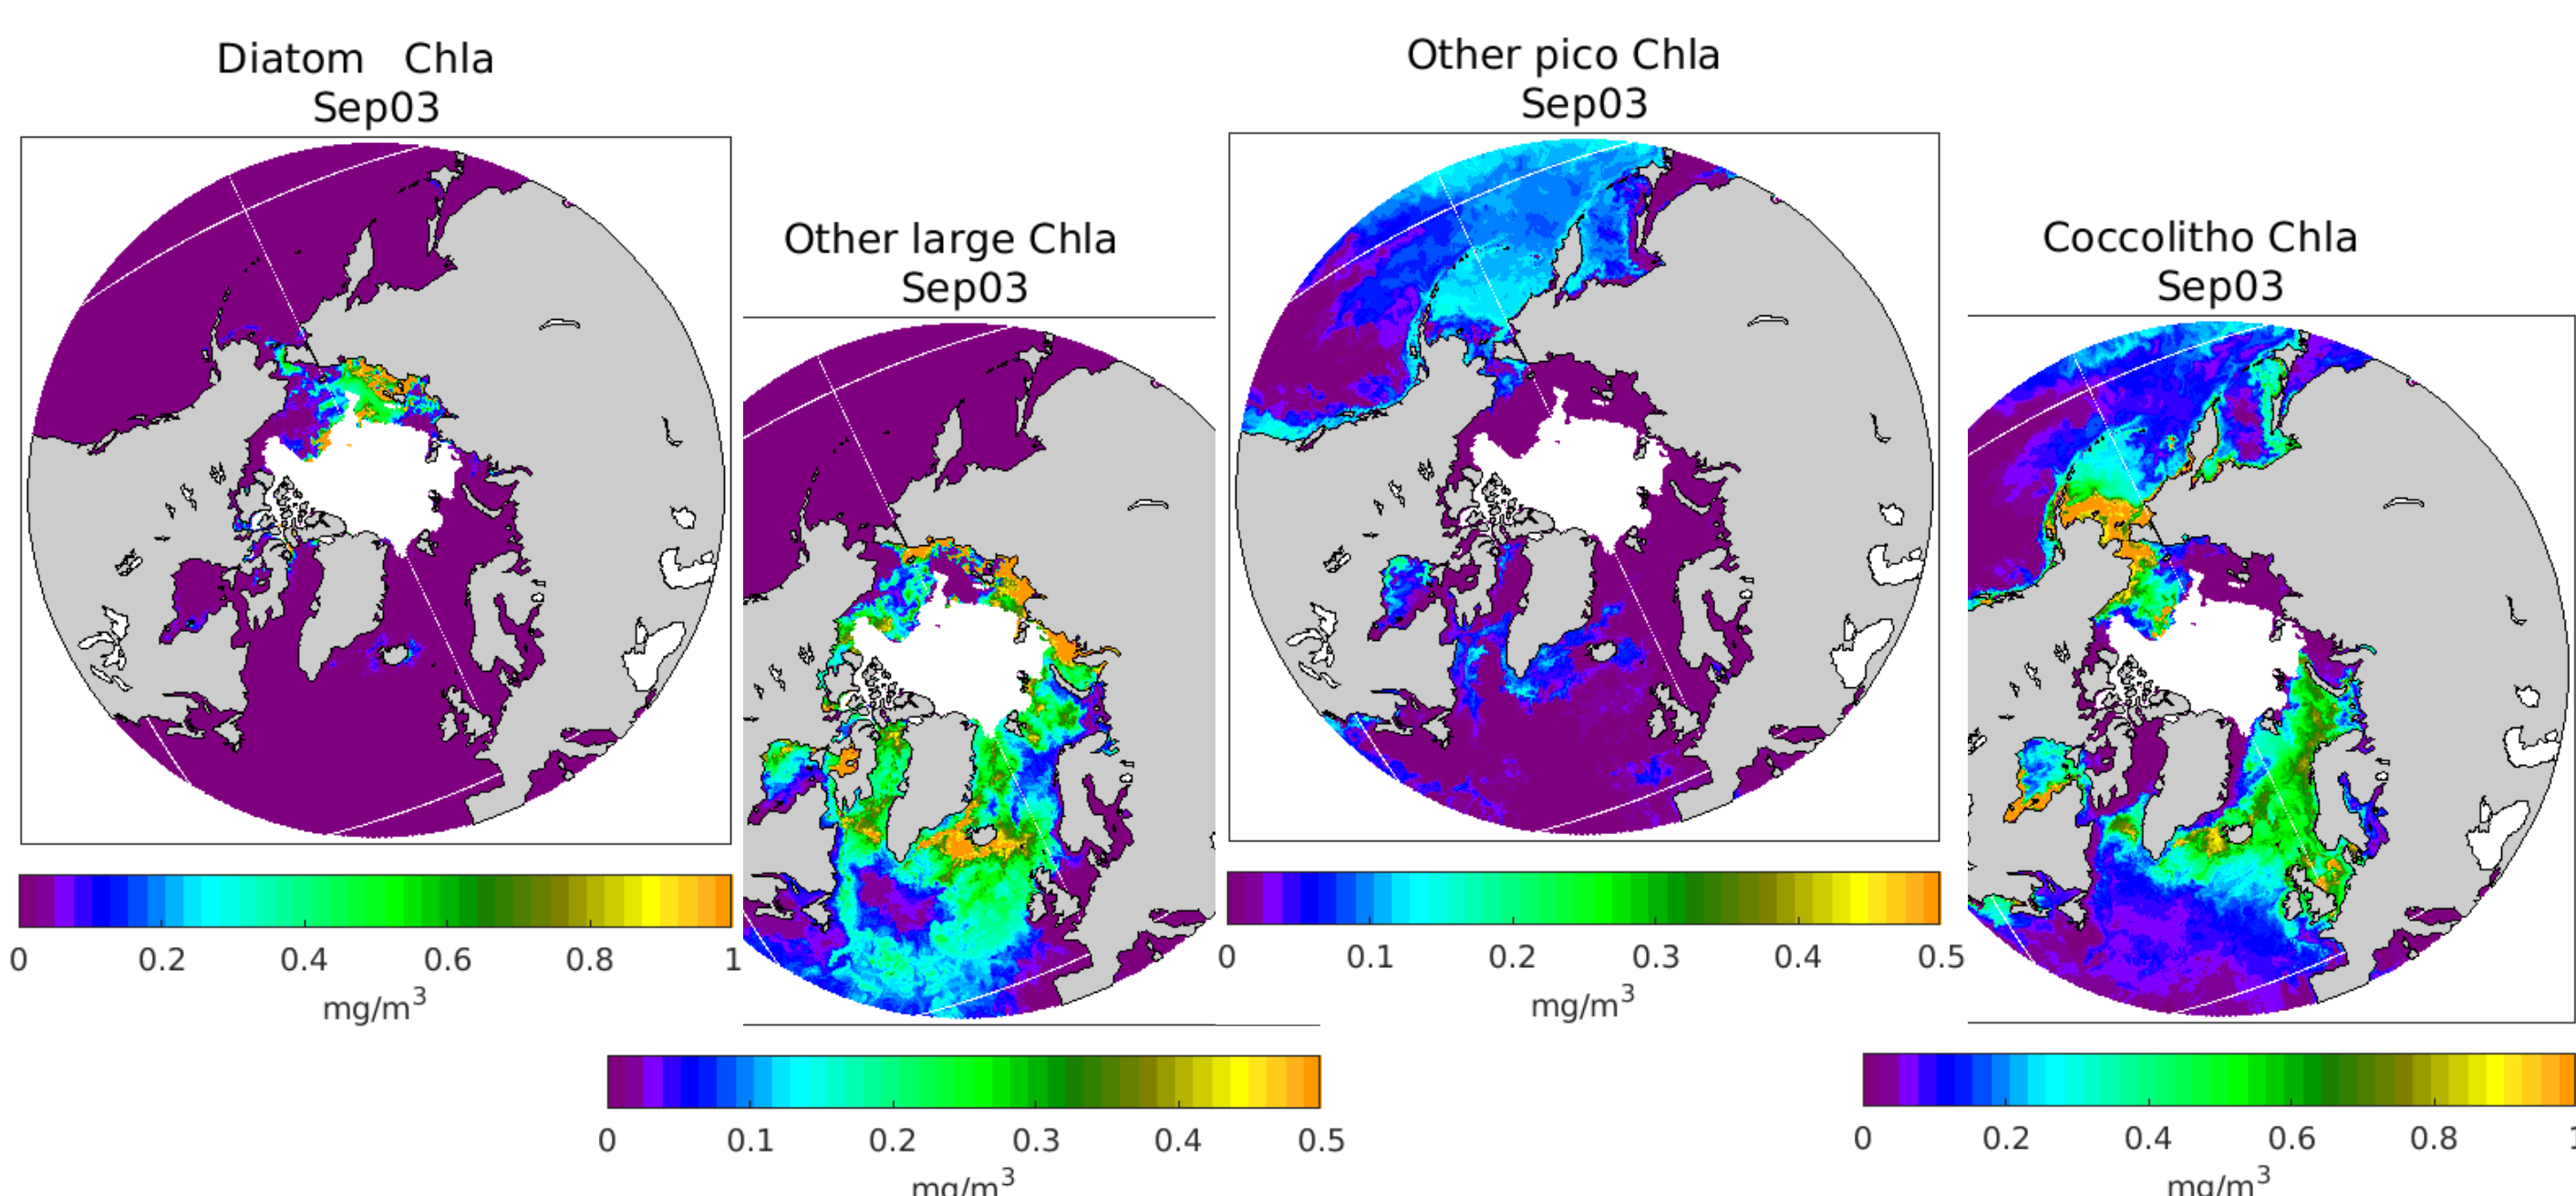 Diatom Chla
Sep03
0 0.2 0.4 0.6 0.8 1
mg/m³
Other large Chla
Sep03
0 0.1 0.2 0.3 0.4 0.5
mg/m³
Other pico Chla
Sep03
0 0.1 0.2 0.3 0.4 0.5
mg/m³
Coccolitho Chla
Sep03
0 0.2 0.4 0.6 0.8 1
mg/m³